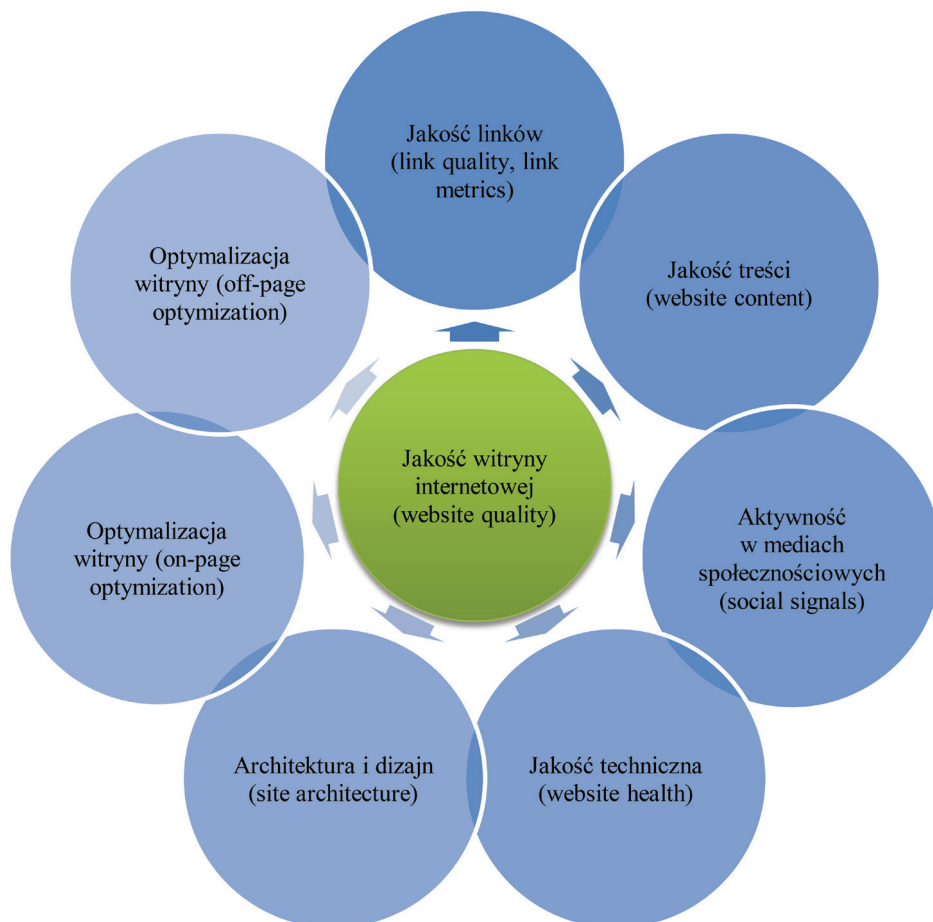 Jakość linków
(link quality, link
metrics)
Jakość treści
(website content)
Aktywność
w mediach
społecznościowych
(social signals)
Jakość techniczna
(website health)
Architektura i dizajn
(site architecture)
Optymalizacja
witryny (on-page
optymization)
Optymalizacja
witryny (off-page
optymization)
Jakość witryny
internetowej
(website quality)